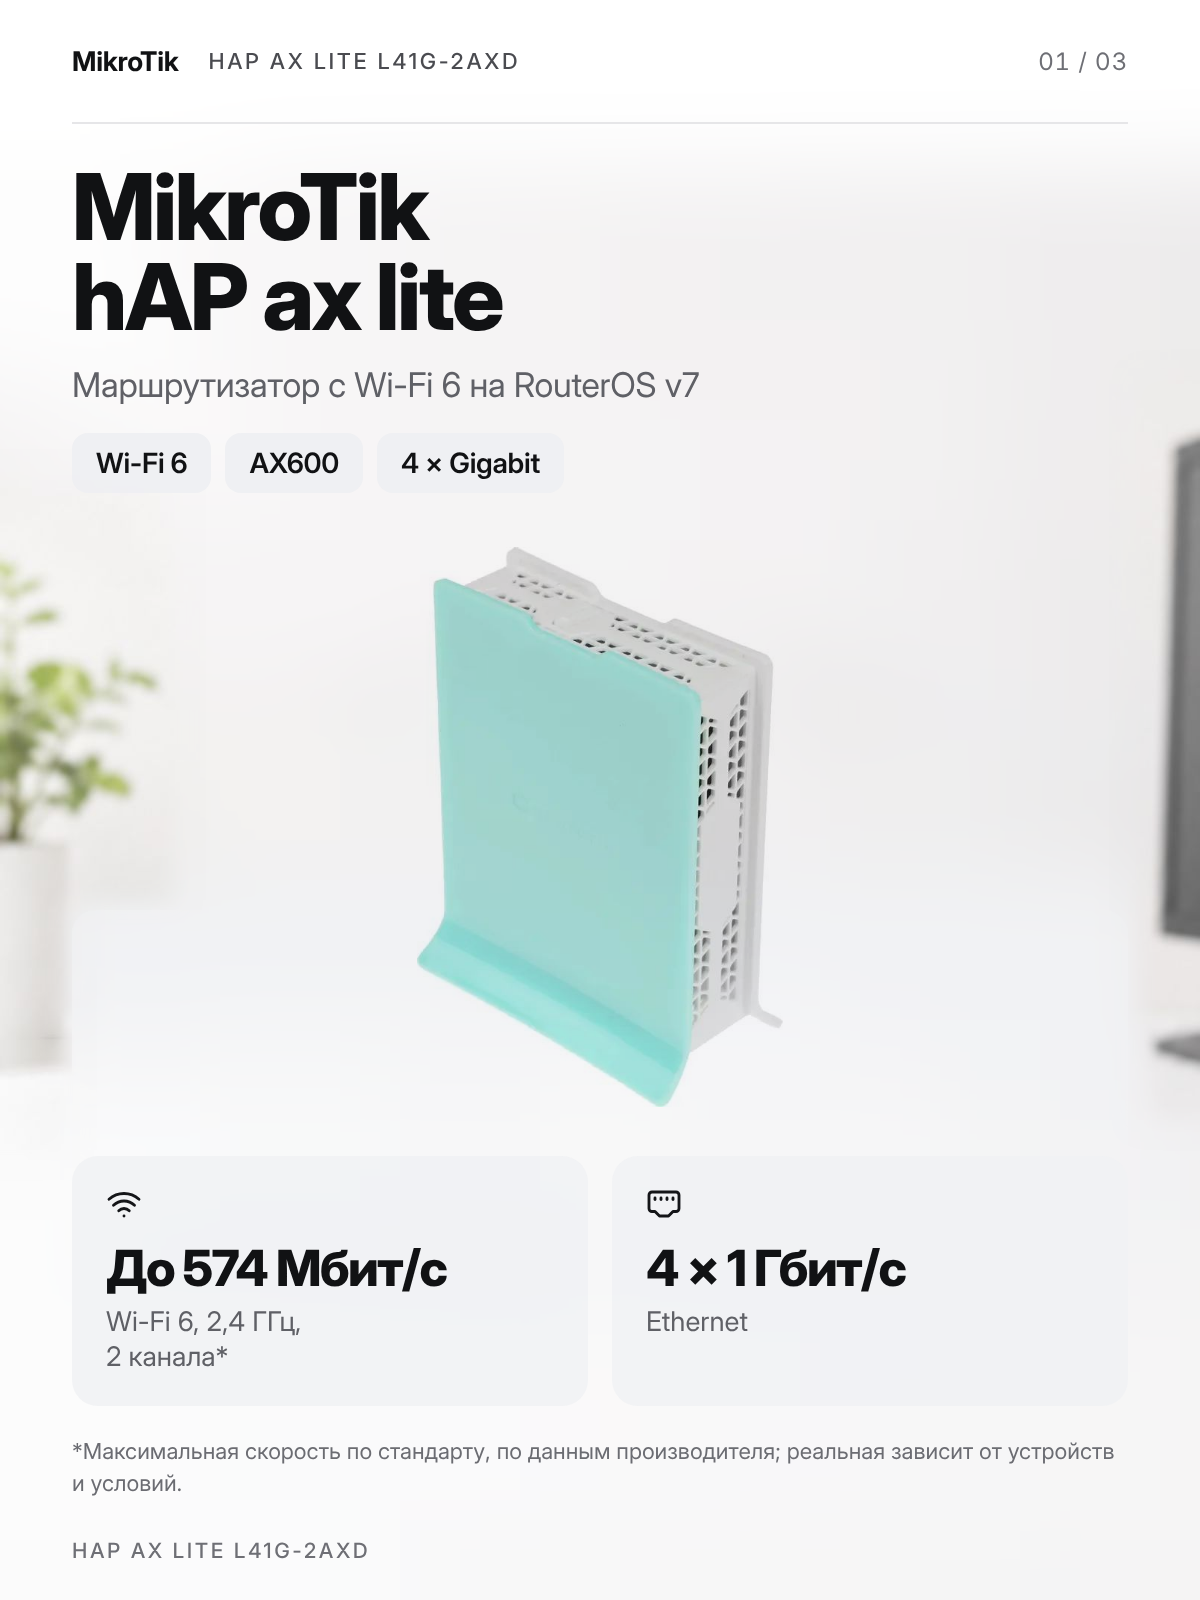 MikroTik HAP AX LITE L41G-2AXD 01 / 03
MikroTik
hAP ax lite
Маршрутизатор с Wi-Fi 6 на RouterOS v7
Wi-Fi 6 AX600 4 × Gigabit
До 574 Мбит/с
Wi-Fi 6, 2,4 ГГц,
2 канала*
4 × 1 Гбит/с
Ethernet
*Максимальная скорость по стандарту, по данным производителя; реальная зависит от устройств
и условий.
HAP AX LITE L41G-2AXD